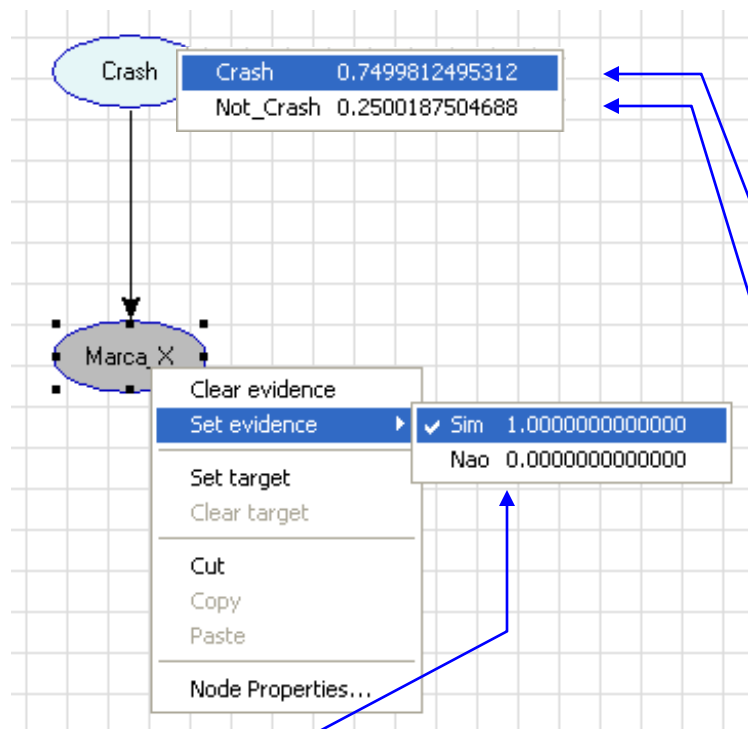 Crash
Crash 0.7499812495312
Not_Crash 0.2500187504688
Marca_X
Clear evidence
Set evidence
Sim 1.0000000000000
Nao 0.0000000000000
Set target
Clear target
Cut
Copy
Paste
Node Properties...